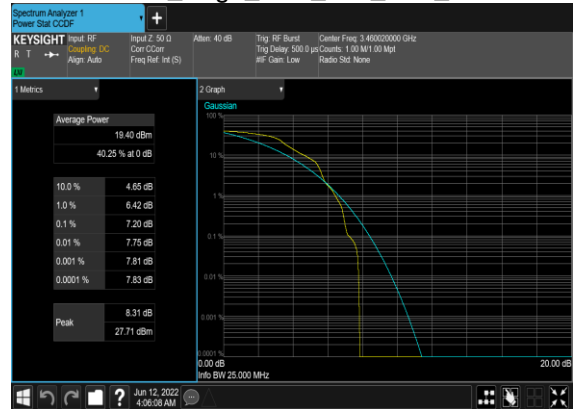 Spectrum Analyzer 1
Power Stat CCDF
+
KEYSIGHT
R T
LXI
Input: RF
Coupling: DC
Align: Auto
Input Z: 50 Ω
Corr CCorr
Freq Ref: Int (S)
Atten: 40 dB
Trig: RF Burst
Trig Delay: 500.0 µs
#IF Gain: Low
Center Freq: 3.460020000 GHz
Counts: 1.00 M/1.00 Mpt
Radio Std: None
1 Metrics
Average Power
19.40 dBm
40.25 % at 0 dB
10.0 % 4.65 dB
1.0 % 6.42 dB
0.1 % 7.20 dB
0.01 % 7.75 dB
0.001 % 7.81 dB
0.0001 % 7.83 dB
Peak
8.31 dB
27.71 dBm
2 Graph
Gaussian
100 %
10 %
1 %
0.1 %
0.01 %
0.001 %
0.0001 %
0.00 dB 20.00 dB
Info BW 25.000 MHz
?
Jun 12, 2022
4:06:08 AM